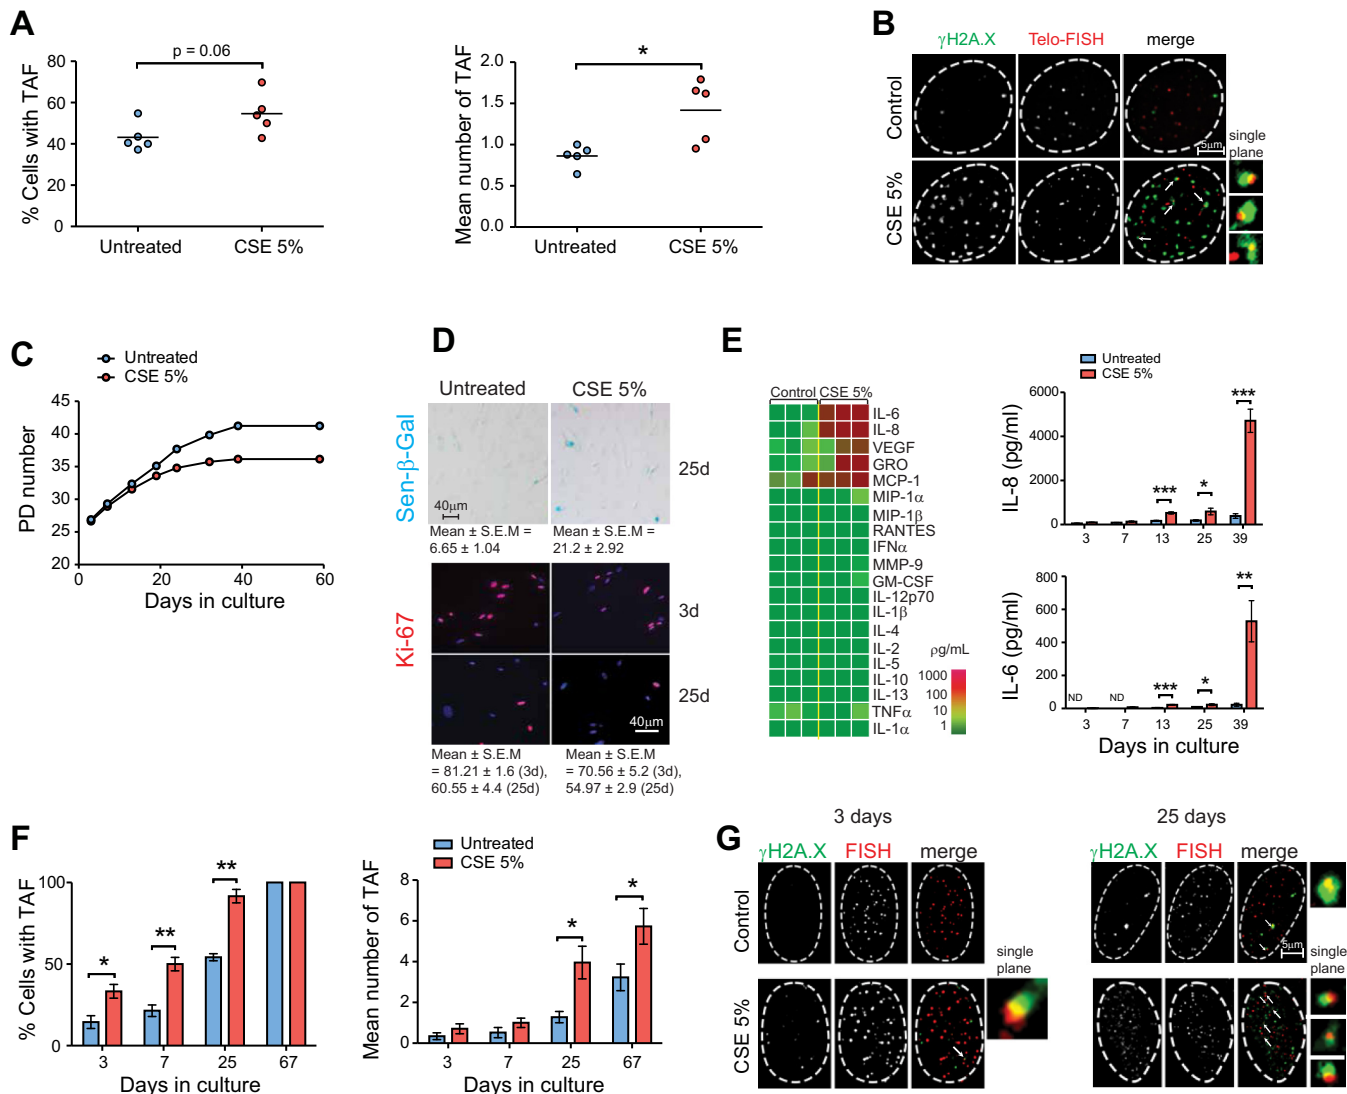 A
p = 0.06
% Cells with TAF
80
60
40
20
0
Untreated
CSE 5%
*
Mean number of TAF
2.0
1.5
1.0
0.5
0.0
Untreated
CSE 5%
B
γH2A.X
Telo-FISH
merge
Control
CSE 5%
5μm
single
plane
C
Untreated
CSE 5%
PD number
45
40
35
30
25
20
0
20
40
60
Days in culture
D
Untreated
CSE 5%
Sen-β-Gal
40μm
25d
Mean ± S.E.M =
6.65 ± 1.04
Mean ± S.E.M =
21.2 ± 2.92
Ki-67
3d
25d
40μm
Mean ± S.E.M
= 81.21 ± 1.6 (3d),
60.55 ± 4.4 (25d)
Mean ± S.E.M
= 70.56 ± 5.2 (3d),
54.97 ± 2.9 (25d)
E
Control
CSE 5%
IL-6
IL-8
VEGF
GRO
MCP-1
MIP-1α
MIP-1β
RANTES
IFNα
MMP-9
GM-CSF
IL-12p70
IL-1β
IL-4
IL-2
IL-5
IL-10
IL-13
TNFα
IL-1α
ρg/mL
1000
100
10
1
Untreated
CSE 5%
IL-8 (pg/ml)
6000
4000
2000
0
***
*
***
3
7
13
25
39
IL-6 (pg/ml)
800
600
400
200
0
ND
ND
***
*
**
3
7
13
25
39
Days in culture
F
Untreated
CSE 5%
% Cells with TAF
100
50
0
*
**
**
3
7
25
67
Days in culture
Mean number of TAF
8
6
4
2
0
*
*
3
7
25
67
Days in culture
G
3 days
γH2A.X
FISH
merge
Control
CSE 5%
single
plane
25 days
γH2A.X
FISH
merge
5μm
single
plane